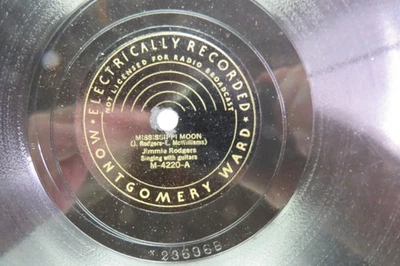 ★ ELECTRICALLY RECORDED ★
NOT LICENSED FOR RADIO BROADCAST
MISSISSIPPI MOON
(J. Rodgers-L. McWilliams)
Jimmie Rodgers
Singing with guitars
M-4220-A
MONTGOMERY WARD